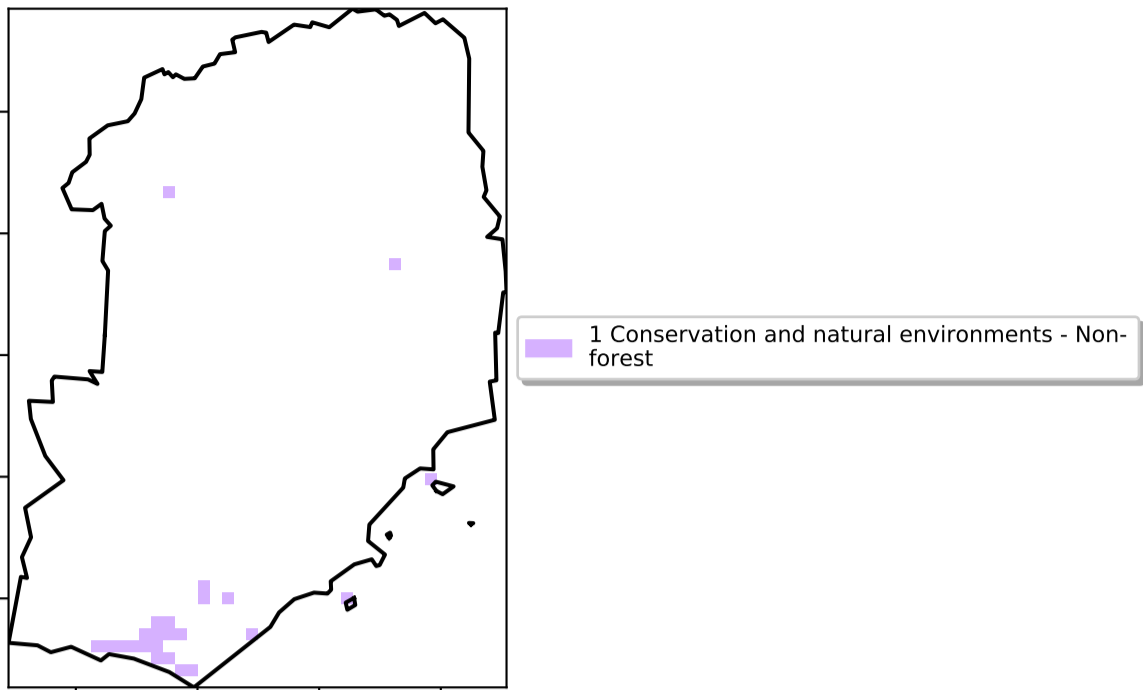 1 Conservation and natural environments - Non-
forest